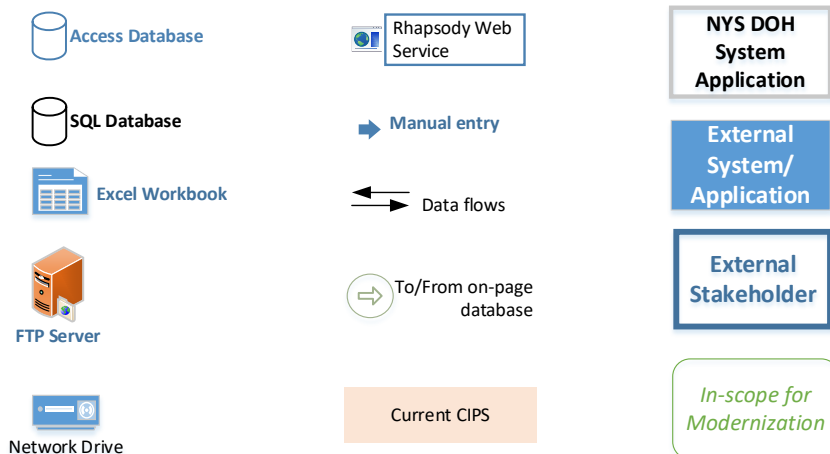 Access Database
SQL Database
Excel Workbook
FTP Server
Network Drive
Rhapsody Web
Service
Manual entry
Data flows
To/From on-page
database
Current CIPS
NYS DOH
System
Application
External
System/
Application
External
Stakeholder
In-scope for
Modernization